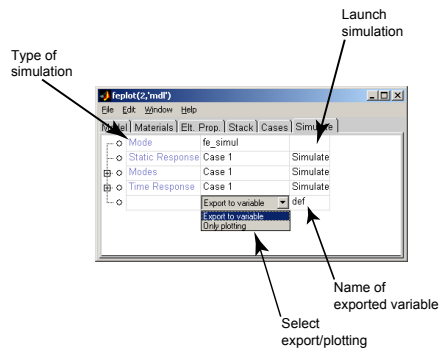 Launch
simulation
Type of
simulation
feplot(2,'mdl')
File Edit Window Help
Model Materials Elt. Prop. Stack Cases Simulate
Mode fe_simul
Static Response Case 1 Simulate
Modes Case 1 Simulate
Time Response Case 1 Simulate
Export to variable def
Export to variable
Only plotting
Name of
exported variable
Select
export/plotting